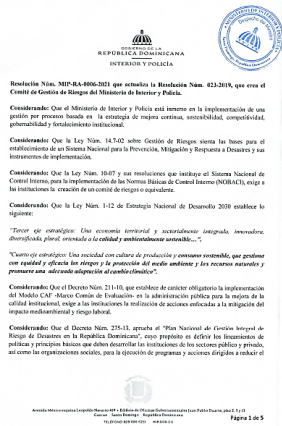 GOBIERNO DE LA
REPÚBLICA DOMINICANA
INTERIOR Y POLICÍA
Resolución Núm. MIP-RA-0006-2021 que actualiza la Resolución Núm. 023-2019, que crea el
Comité de Gestión de Riesgos del Ministerio de Interior y Policía.
Considerando: Que el Ministerio de Interior y Policía está inmerso en la implementación de una
gestión por procesos basada en la estrategia de mejora continua, sostenibilidad, competitividad,
gobernabilidad y fortalecimiento institucional.
Considerando: Que la Ley Núm. 147-02 sobre Gestión de Riesgos sienta las bases para el
establecimiento de un Sistema Nacional para la Prevención, Mitigación y Respuesta a Desastres y sus
instrumentos de implementación.
Considerando: Que la Ley Núm. 10-07 y sus resoluciones que instituye el Sistema Nacional de
Control Interno, para la implementación de las Normas Básicas de Control Interno (NOBACI), exige a
las instituciones la creación de un comité de riesgos o equivalente.
Considerando: Que la Ley Núm. 1-12 de Estrategia Nacional de Desarrollo 2030 establece lo
siguiente:
"Tercer eje estratégico: Una economía territorial y sectorialmente integrada, innovadora,
diversificada, plural, orientada a la calidad y ambientalmente sostenible..."
"Cuarto eje estratégico: Una sociedad con cultura de producción y consumo sostenible, que gestiona
con equidad y eficacia los riesgos y la protección del medio ambiente y los recursos naturales y
promueve una adecuada adaptación al cambio climático".
Considerando: Que el Decreto Núm. 211-10, que establece de carácter obligatorio la implementación
del Modelo CAF -Marco Común de Evaluación- en la administración pública para la mejora de la
calidad institucional, exige a las instituciones la realización de acciones enfocadas a la mitigación del
impacto medioambiental y riesgo laboral.
Considerando: Que el Decreto Núm. 275-13, aprueba el "Plan Nacional de Gestión Integral de
Riesgo de Desastres en la República Dominicana", cuyo propósito es definir los lineamientos de
políticas y principios básicos que deben desarrollar las instituciones de los sectores público y privado,
así como las organizaciones sociales, para la ejecución de programas y acciones dirigidos a reducir el
Página 1 de 5